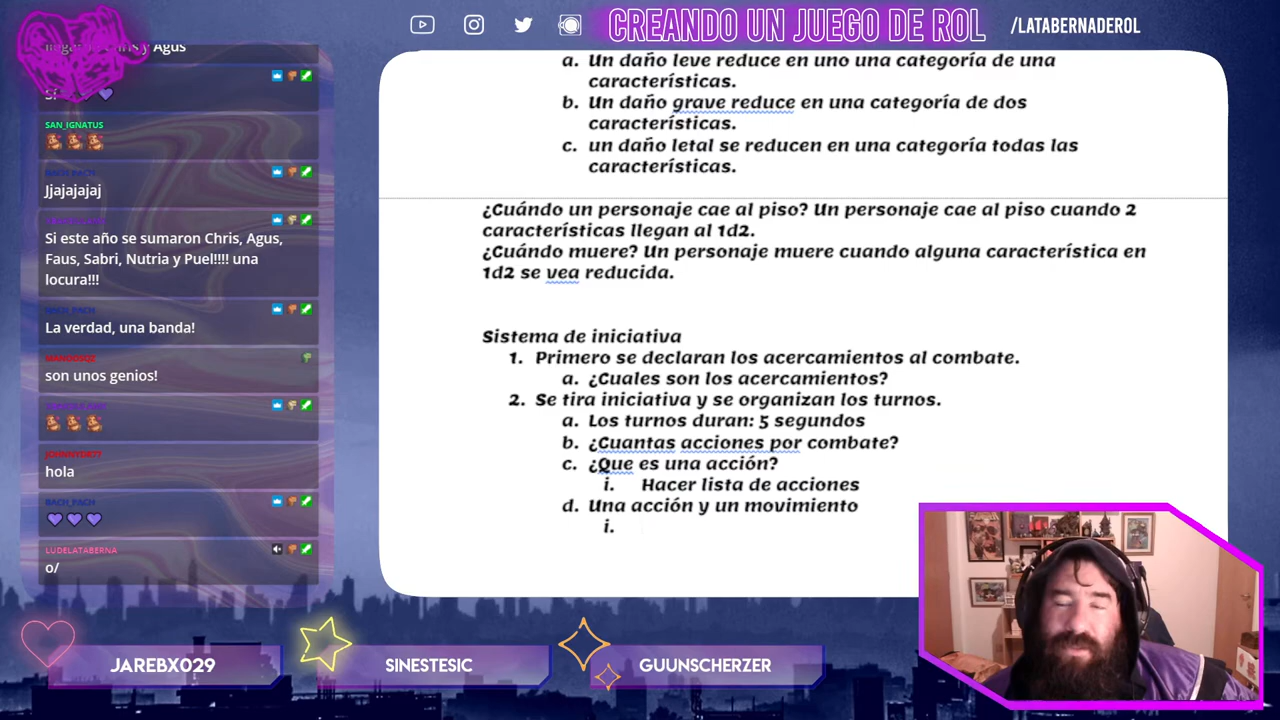 CREANDO UN JUEGO DE ROL
/LATABERNADEROL
y Agus
SAN_IGNATUS
Jjajajajaj
Si este año se sumaron Chris, Agus,
Faus, Sabri, Nutria y Puel!!!! una
locura!!!
La verdad, una banda!
son unos genios!
hola
BACH_PACH
LUDELATABERNA
o/
a. Un daño leve reduce en uno una categoría de una
características.
b. Un daño grave reduce en una categoría de dos
características.
c. un daño letal se reducen en una categoría todas las
características.
¿Cuándo un personaje cae al piso? Un personaje cae al piso cuando 2
características llegan al 1d2.
¿Cuándo muere? Un personaje muere cuando alguna característica en
1d2 se vea reducida.
Sistema de iniciativa
1. Primero se declaran los acercamientos al combate.
a. ¿Cuales son los acercamientos?
2. Se tira iniciativa y se organizan los turnos.
a. Los turnos duran: 5 segundos
b. ¿Cuantas acciones por combate?
c. ¿Que es una acción?
i. Hacer lista de acciones
d. Una acción y un movimiento
i.
JAREBX029
SINESTESIC
GUUNSCHERZER